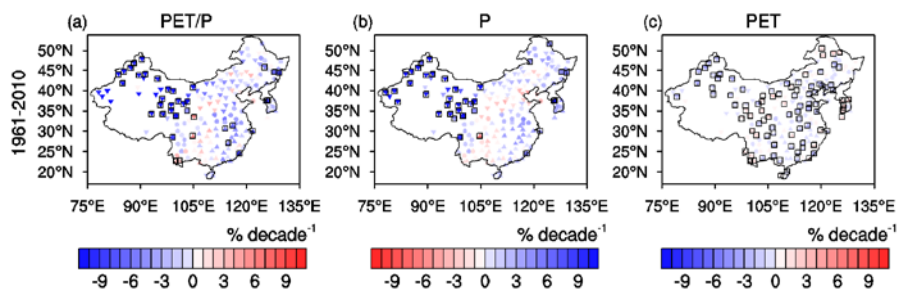 (a) PET/P (b) P (c) PET
1961-2010
50°N 50°N 50°N
45°N 45°N 45°N
40°N 40°N 40°N
35°N 35°N 35°N
30°N 30°N 30°N
25°N 25°N 25°N
20°N 20°N 20°N
75°E 90°E 105°E 120°E 135°E 75°E 90°E 105°E 120°E 135°E 75°E 90°E 105°E 120°E 135°E
% decade⁻¹ % decade⁻¹ % decade⁻¹
-9 -6 -3 0 3 6 9 -9 -6 -3 0 3 6 9 -9 -6 -3 0 3 6 9